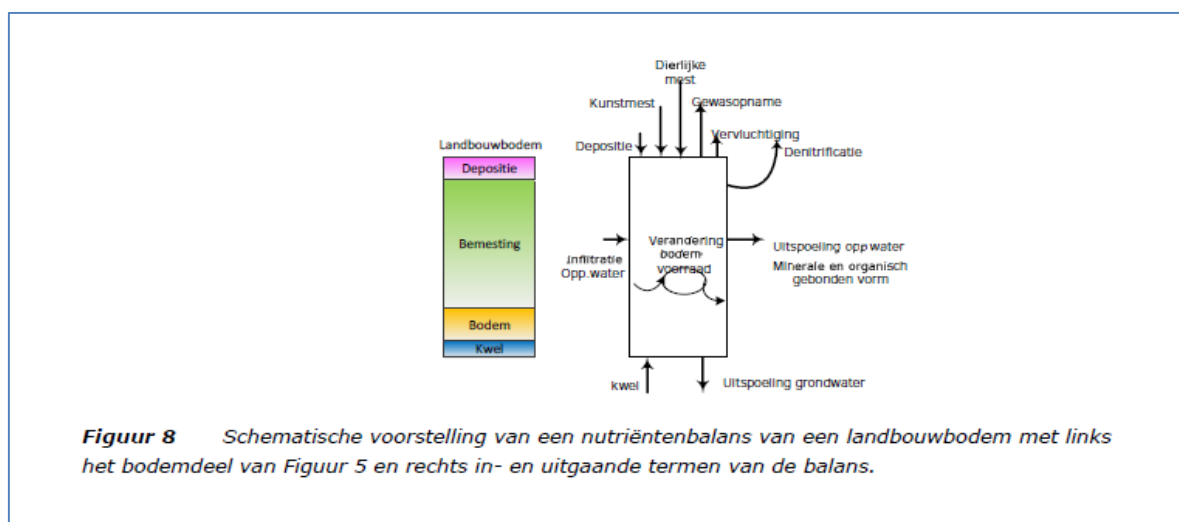 Dierlijke
mest
Kunstmest
Gewasopname
Vervluchtiging
Depositie
Denitrificatie
Landbouwbodem
Depositie
Bemesting
Bodem
Kwel
Infiltratie
Opp.water
Verandering
bodem-
voorraad
Uitspoeling opp water
Minerale en organisch
gebonden vorm
kwel
Uitspoeling grondwater
Figuur 8 Schematische voorstelling van een nutriëntenbalans van een landbouwbodem met links
het bodemdeel van Figuur 5 en rechts in- en uitgaande termen van de balans.